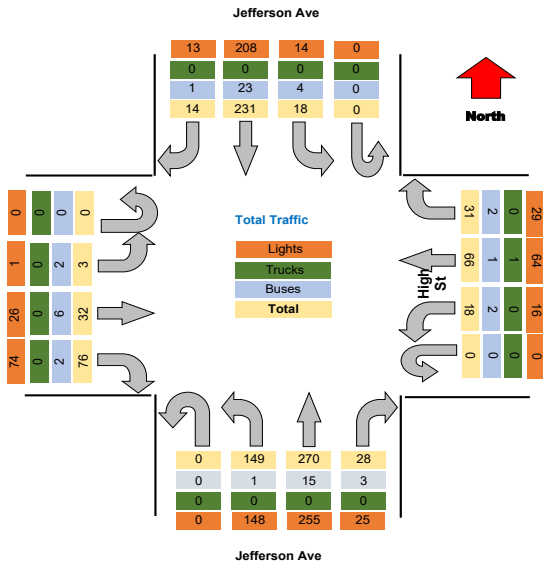 Jefferson Ave
13 208 14 0
0 0 0 0
1 23 4 0
14 231 18 0
North
0 0 0 0
1 0 2 3
26 0 6 32
74 0 2 76
Total Traffic
Lights
Trucks
Buses
Total
High St
31 2 0 29
66 1 1 64
18 2 0 16
0 0 0 0
0 149 270 28
0 1 15 3
0 0 0 0
0 148 255 25
Jefferson Ave